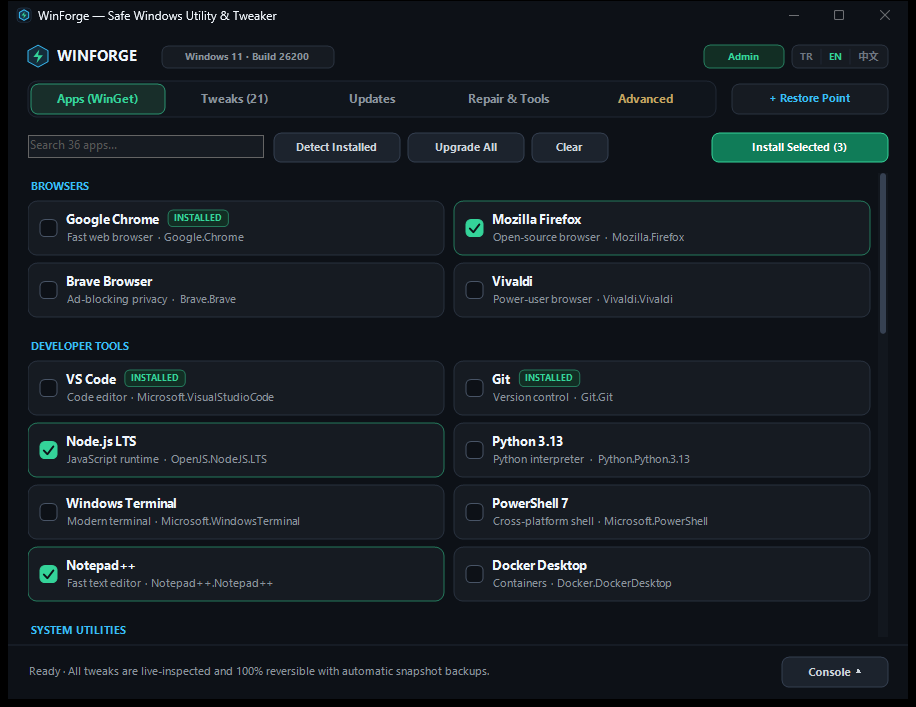 WinForge — Safe Windows Utility & Tweaker
WINFORGE
Windows 11 · Build 26200
Admin
TR EN 中文
Apps (WinGet) Tweaks (21) Updates Repair & Tools Advanced
+ Restore Point
Search 36 apps...
Detect Installed Upgrade All Clear
Install Selected (3)
BROWSERS
Google Chrome INSTALLED
Fast web browser · Google.Chrome
Mozilla Firefox
Open-source browser · Mozilla.Firefox
Brave Browser
Ad-blocking privacy · Brave.Brave
Vivaldi
Power-user browser · Vivaldi.Vivaldi
DEVELOPER TOOLS
VS Code INSTALLED
Code editor · Microsoft.VisualStudioCode
Git INSTALLED
Version control · Git.Git
Node.js LTS
JavaScript runtime · OpenJS.NodeJS.LTS
Python 3.13
Python interpreter · Python.Python.3.13
Windows Terminal
Modern terminal · Microsoft.WindowsTerminal
PowerShell 7
Cross-platform shell · Microsoft.PowerShell
Notepad++
Fast text editor · Notepad++.Notepad++
Docker Desktop
Containers · Docker.DockerDesktop
SYSTEM UTILITIES
Ready · All tweaks are live-inspected and 100% reversible with automatic snapshot backups.
Console ▲